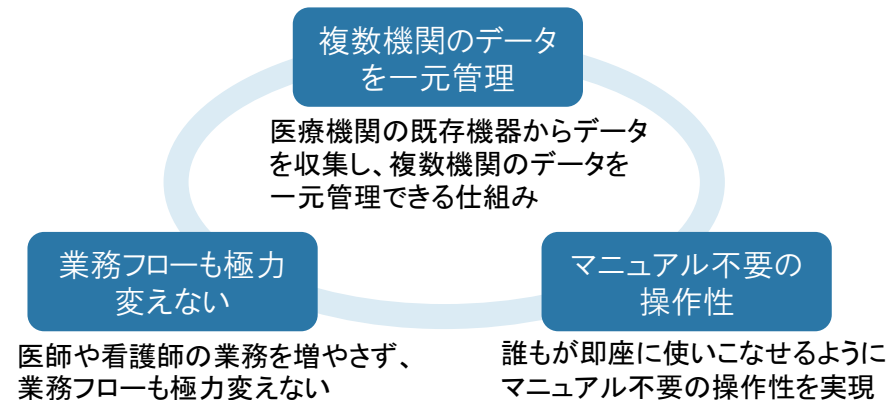 複数機関のデータ
を一元管理
医療機関の既存機器からデータ
を収集し、複数機関のデータを
一元管理できる仕組み
業務フローも極力
変えない
医師や看護師の業務を増やさず、
業務フローも極力変えない
マニュアル不要の
操作性
誰もが即座に使いこなせるように
マニュアル不要の操作性を実現